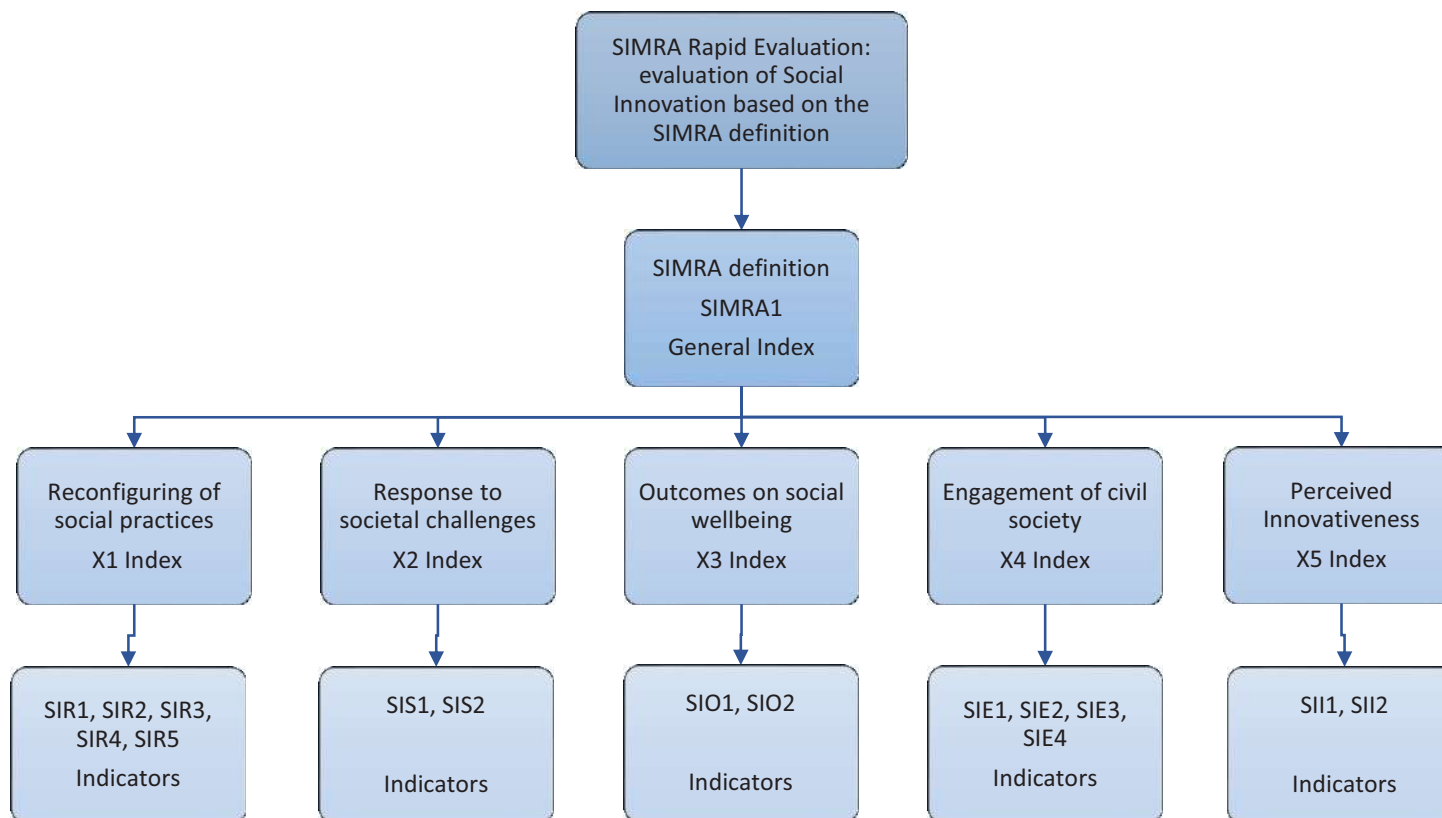 SIMRA Rapid Evaluation:
evaluation of Social
Innovation based on the
SIMRA definition
SIMRA definition
SIMRA1
General Index
Reconfiguring of
social practices
X1 Index
Response to
societal challenges
X2 Index
Outcomes on social
wellbeing
X3 Index
Engagement of civil
society
X4 Index
Perceived
Innovativeness
X5 Index
SIR1, SIR2, SIR3,
SIR4, SIR5
Indicators
SIS1, SIS2
Indicators
SIO1, SIO2
Indicators
SIE1, SIE2, SIE3,
SIE4
Indicators
SII1, SII2
Indicators